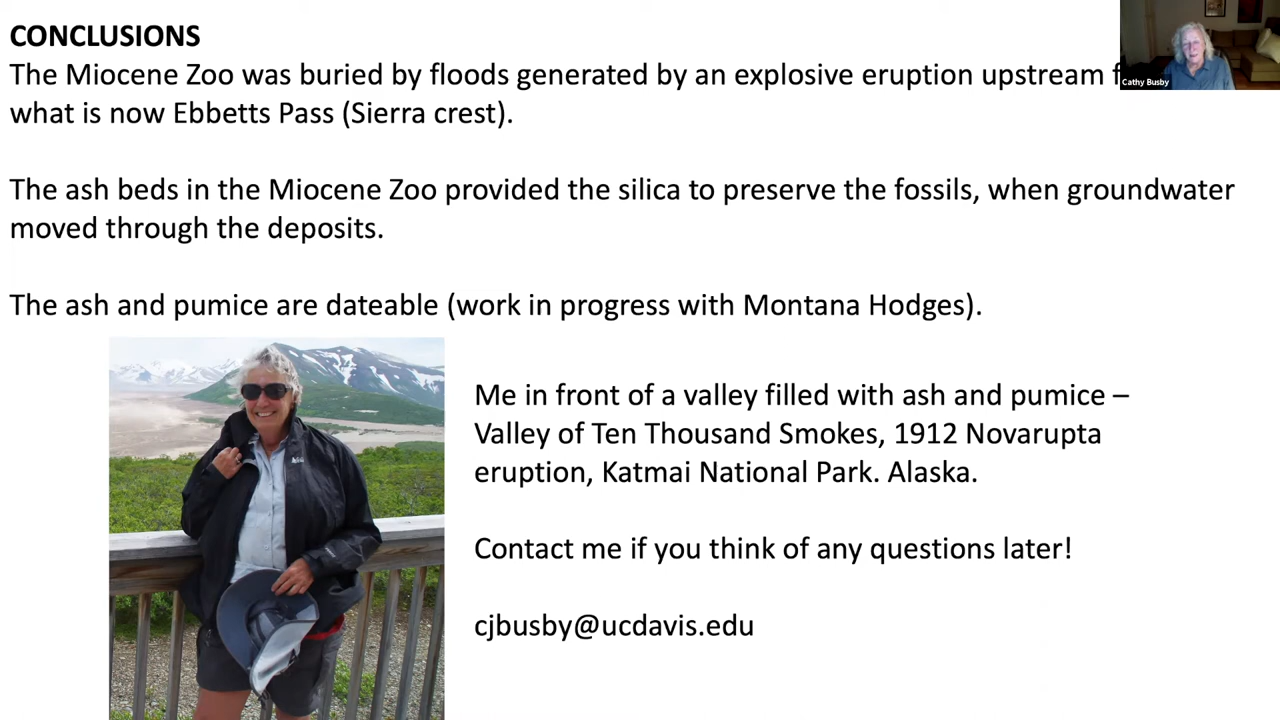 CONCLUSIONS
The Miocene Zoo was buried by floods generated by an explosive eruption upstream
what is now Ebbetts Pass (Sierra crest).
The ash beds in the Miocene Zoo provided the silica to preserve the fossils, when groundwater
moved through the deposits.
The ash and pumice are dateable (work in progress with Montana Hodges).
Me in front of a valley filled with ash and pumice –
Valley of Ten Thousand Smokes, 1912 Novarupta
eruption, Katmai National Park. Alaska.
Contact me if you think of any questions later!
cjbusby@ucdavis.edu
Cathy Busby